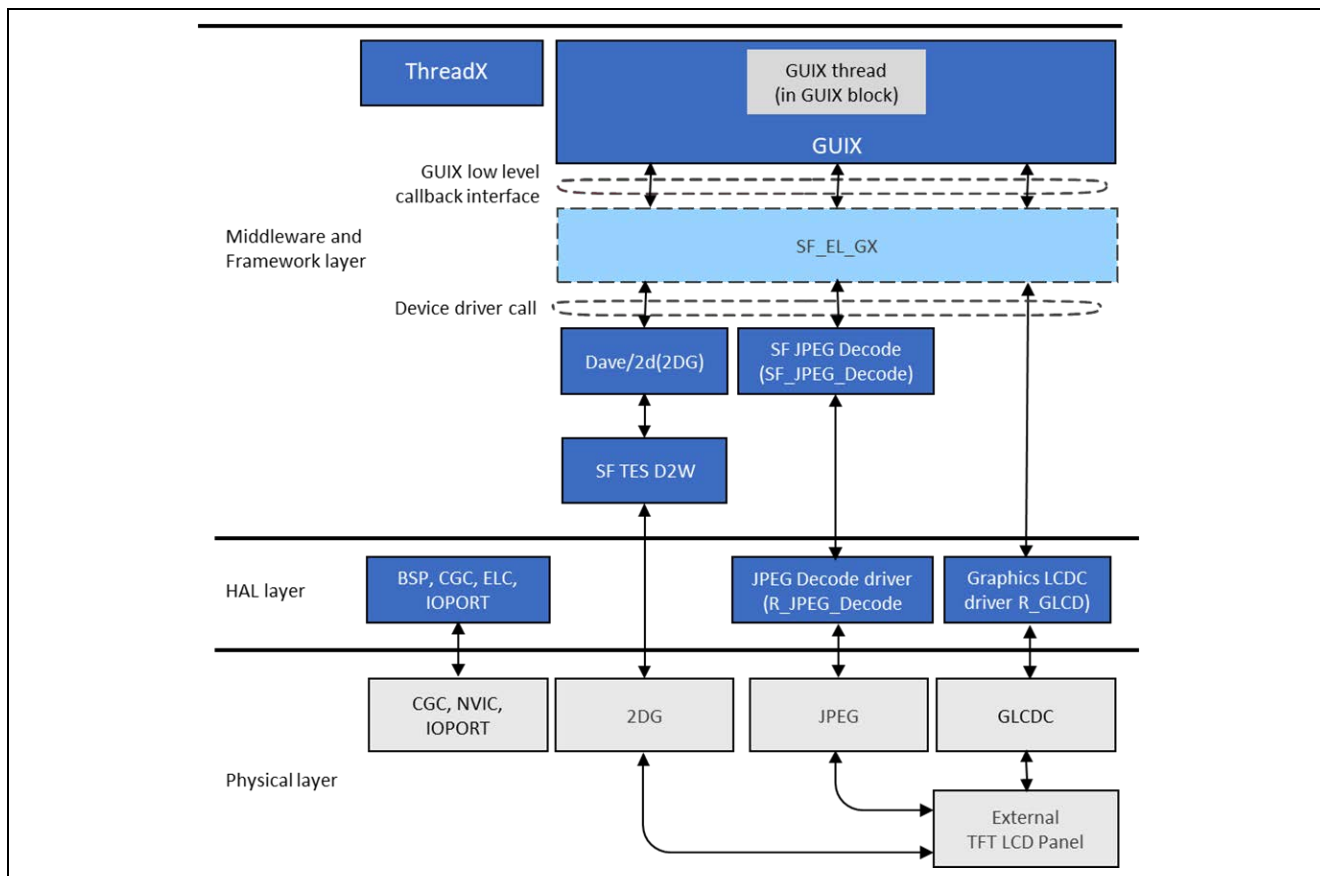 ThreadX
GUIX thread
(in GUIX block)
GUIX
GUIX low level
callback interface
Middleware and
Framework layer
SF_EL_GX
Device driver call
Dave/2d(2DG)
SF JPEG Decode
(SF_JPEG_Decode)
SF TES D2W
HAL layer
BSP, CGC, ELC,
IOPORT
JPEG Decode driver
(R_JPEG_Decode
Graphics LCDC
driver R_GLCD)
CGC, NVIC,
IOPORT
2DG
JPEG
GLCDC
Physical layer
External
TFT LCD Panel